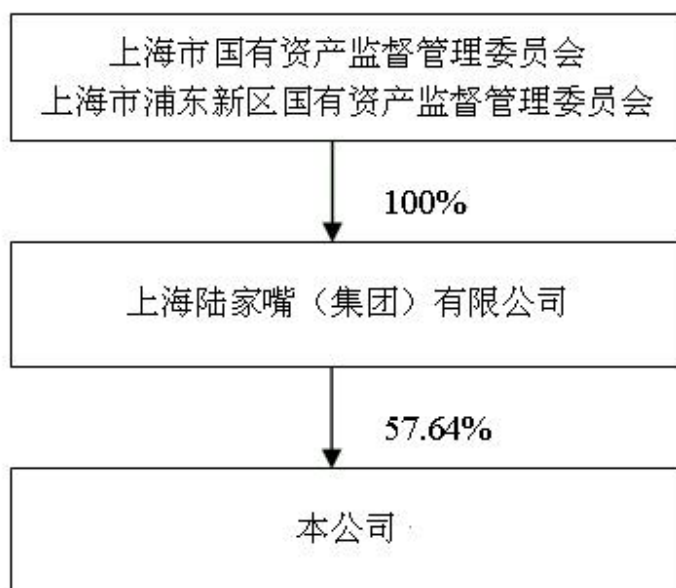 上海市国有资产监督管理委员会
上海市浦东新区国有资产监督管理委员会
100%
上海陆家嘴（集团）有限公司
57.64%
本公司